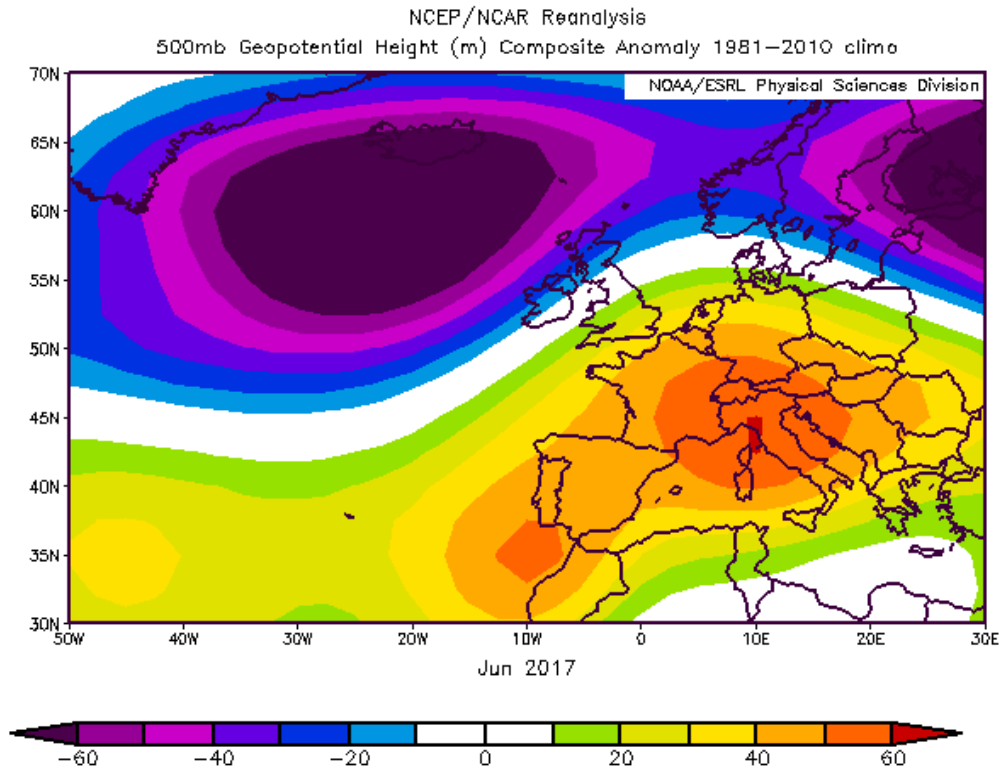 NCEP/NCAR Reanalysis
500mb Geopotential Height (m) Composite Anomaly 1981-2010 climo
NOAA/ESRL Physical Sciences Division
70N
65N
60N
55N
50N
45N
40N
35N
30N
50W 40W 30W 20W 10W 0 10E 20E 30E
Jun 2017
-60 -40 -20 0 20 40 60